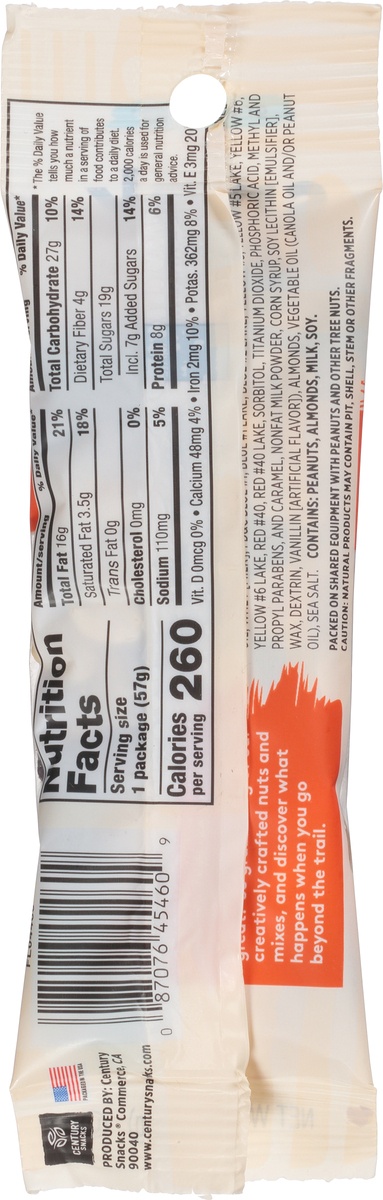 Nutrition
Facts
Serving size
1 package (57g)
Calories
per serving
260
Amount/serving % Daily Value*
Total Fat 16g 21%
Saturated Fat 3.5g 18%
Trans Fat 0g
Cholesterol 0mg 0%
Sodium 110mg 5%
% Daily Value*
Total Carbohydrate 27g 10%
Dietary Fiber 4g 14%
Total Sugars 19g
Incl. 7g Added Sugars 14%
Protein 8g 6%
Vit. D 0mcg 0% • Calcium 48mg 4% • Iron 2mg 10% • Potas. 362mg 8% • Vit. E 3mg 20
* The % Daily Value
tells you how
much a nutrient
in a serving of
food contributes
to a daily diet.
2,000 calories
a day is used for
general nutrition
advice.
#5 LAKE, YELLOW #6,
YELLOW #6 LAKE, RED #40, RED #40 LAKE, SORBITOL, TITANIUM DIOXIDE, PHOSPHORIC ACID, METHYL AND
PROPYL PARABENS, AND CARAMEL, NONFAT MILK POWDER, CORN SYRUP, SOY LECITHIN [EMULSIFIER],
WAX, DEXTRIN, VANILLIN [ARTIFICIAL FLAVOR]), ALMONDS, VEGETABLE OIL (CANOLA OIL AND/OR PEANUT
OIL), SEA SALT. CONTAINS: PEANUTS, ALMONDS, MILK, SOY.
PACKED ON SHARED EQUIPMENT WITH PEANUTS AND OTHER TREE NUTS.
CAUTION: NATURAL PRODUCTS MAY CONTAIN PIT, SHELL, STEM OR OTHER FRAGMENTS.
creatively crafted nuts and
mixes, and discover what
happens when you go
beyond the trail.
0 87076 45460 9
CENTURY
SNACKS
PRODUCED BY: Century
Snacks® Commerce, CA
90040
www.centurysnaks.com